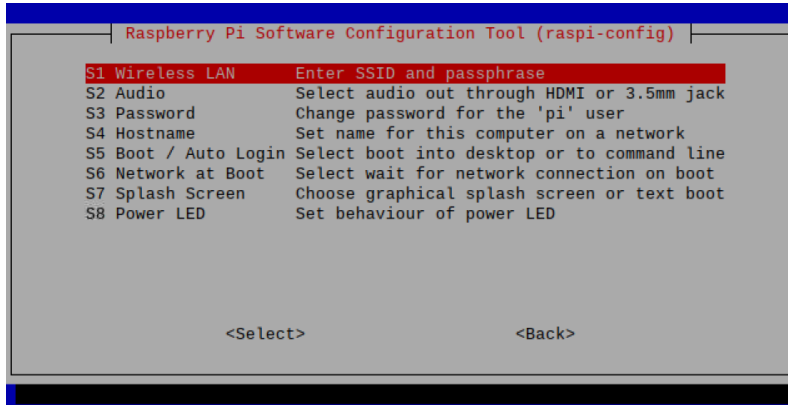 Raspberry Pi Software Configuration Tool (raspi-config)
S1 Wireless LAN Enter SSID and passphrase
S2 Audio Select audio out through HDMI or 3.5mm jack
S3 Password Change password for the 'pi' user
S4 Hostname Set name for this computer on a network
S5 Boot / Auto Login Select boot into desktop or to command line
S6 Network at Boot Select wait for network connection on boot
S7 Splash Screen Choose graphical splash screen or text boot
S8 Power LED Set behaviour of power LED
<Select> <Back>